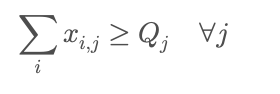 ∑_i x_{i,j} ≥ Q_j ∀j